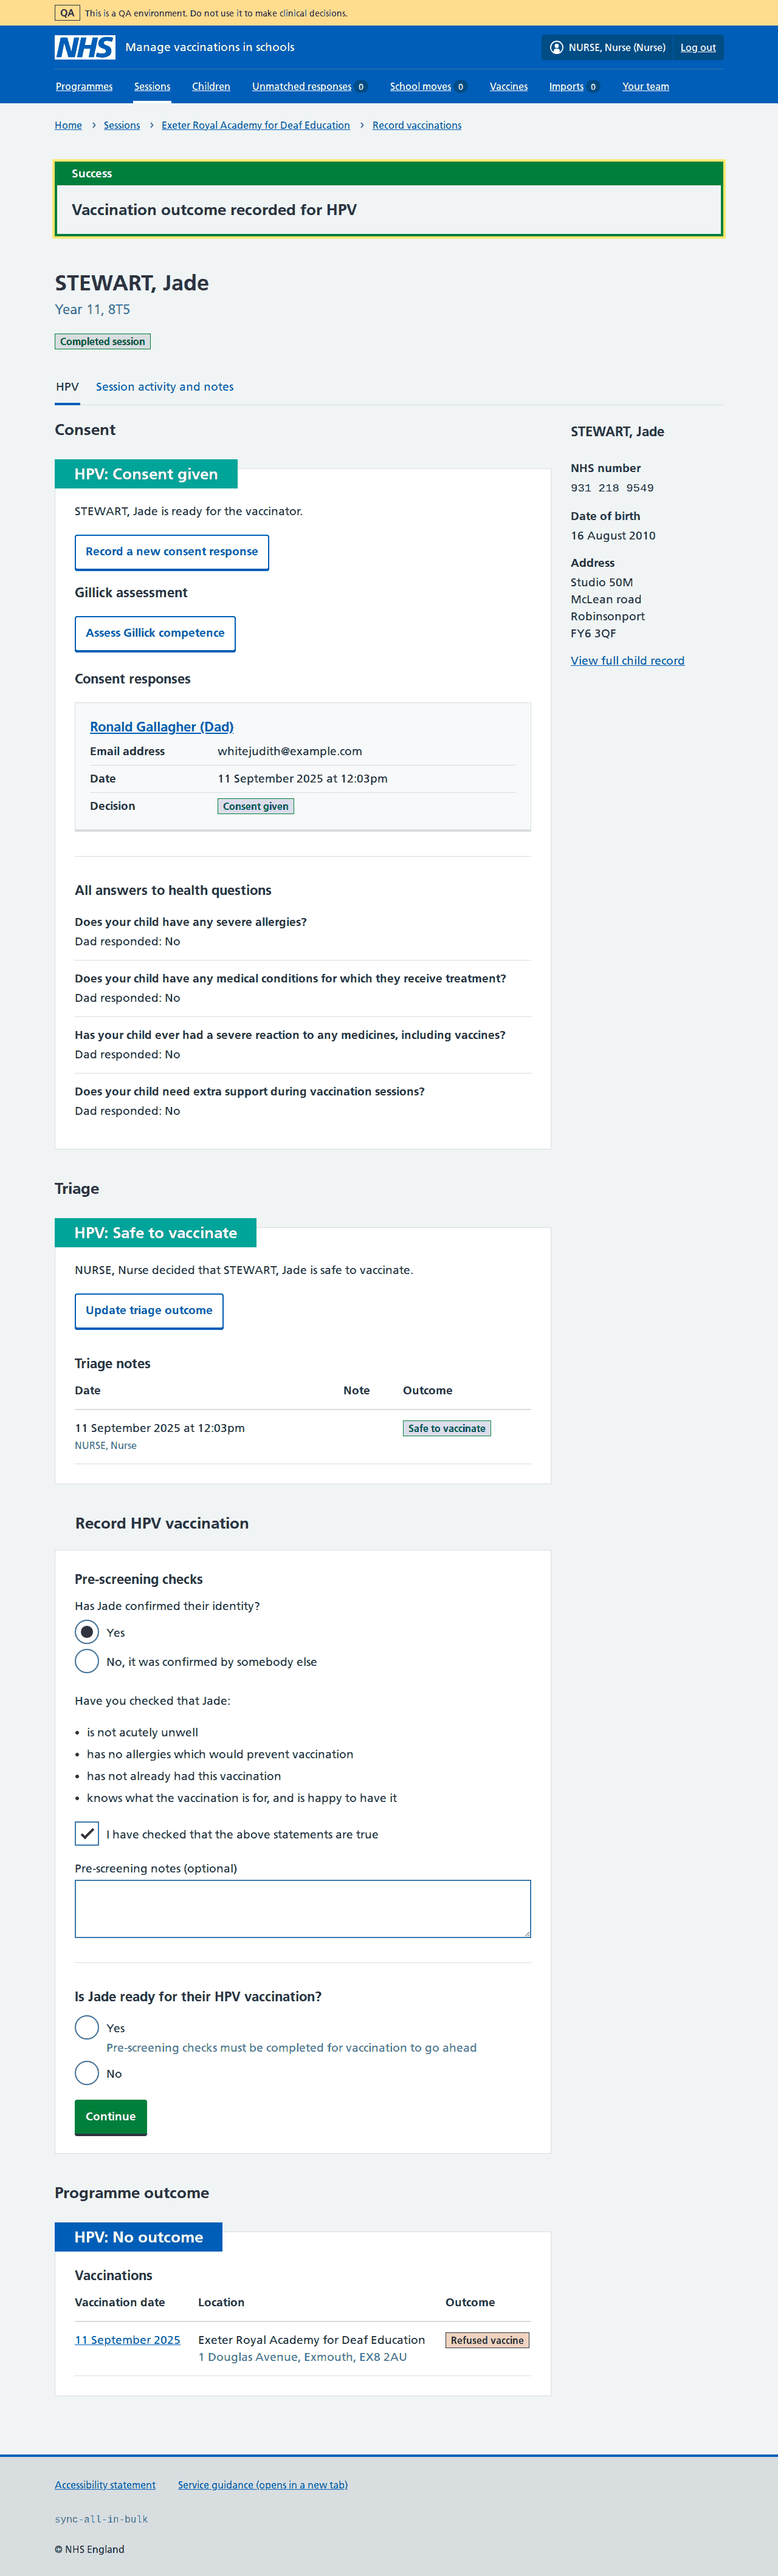 QA This is a QA environment. Do not use it to make clinical decisions.
NHS Manage vaccinations in schools
NURSE, Nurse (Nurse) Log out
Programmes Sessions Children Unmatched responses 0 School moves 0 Vaccines Imports 0 Your team
Home Sessions Exeter Royal Academy for Deaf Education Record vaccinations
Success
Vaccination outcome recorded for HPV
STEWART, Jade
Year 11, 8T5
Completed session
HPV Session activity and notes
Consent
HPV: Consent given
STEWART, Jade is ready for the vaccinator.
Record a new consent response
Gillick assessment
Assess Gillick competence
Consent responses
Ronald Gallagher (Dad)
Email address whitejudith@example.com
Date 11 September 2025 at 12:03pm
Decision Consent given
All answers to health questions
Does your child have any severe allergies?
Dad responded: No
Does your child have any medical conditions for which they receive treatment?
Dad responded: No
Has your child ever had a severe reaction to any medicines, including vaccines?
Dad responded: No
Does your child need extra support during vaccination sessions?
Dad responded: No
STEWART, Jade
NHS number
931 218 9549
Date of birth
16 August 2010
Address
Studio 50M
McLean road
Robinsonport
FY6 3QF
View full child record
Triage
HPV: Safe to vaccinate
NURSE, Nurse decided that STEWART, Jade is safe to vaccinate.
Update triage outcome
Triage notes
Date Note Outcome
11 September 2025 at 12:03pm Safe to vaccinate
NURSE, Nurse
Record HPV vaccination
Pre-screening checks
Has Jade confirmed their identity?
Yes
No, it was confirmed by somebody else
Have you checked that Jade:
• is not acutely unwell
• has no allergies which would prevent vaccination
• has not already had this vaccination
• knows what the vaccination is for, and is happy to have it
I have checked that the above statements are true
Pre-screening notes (optional)
Is Jade ready for their HPV vaccination?
Yes
Pre-screening checks must be completed for vaccination to go ahead
No
Continue
Programme outcome
HPV: No outcome
Vaccinations
Vaccination date Location Outcome
11 September 2025 Exeter Royal Academy for Deaf Education Refused vaccine
1 Douglas Avenue, Exmouth, EX8 2AU
Accessibility statement Service guidance (opens in a new tab)
sync-all-in-bulk
© NHS England